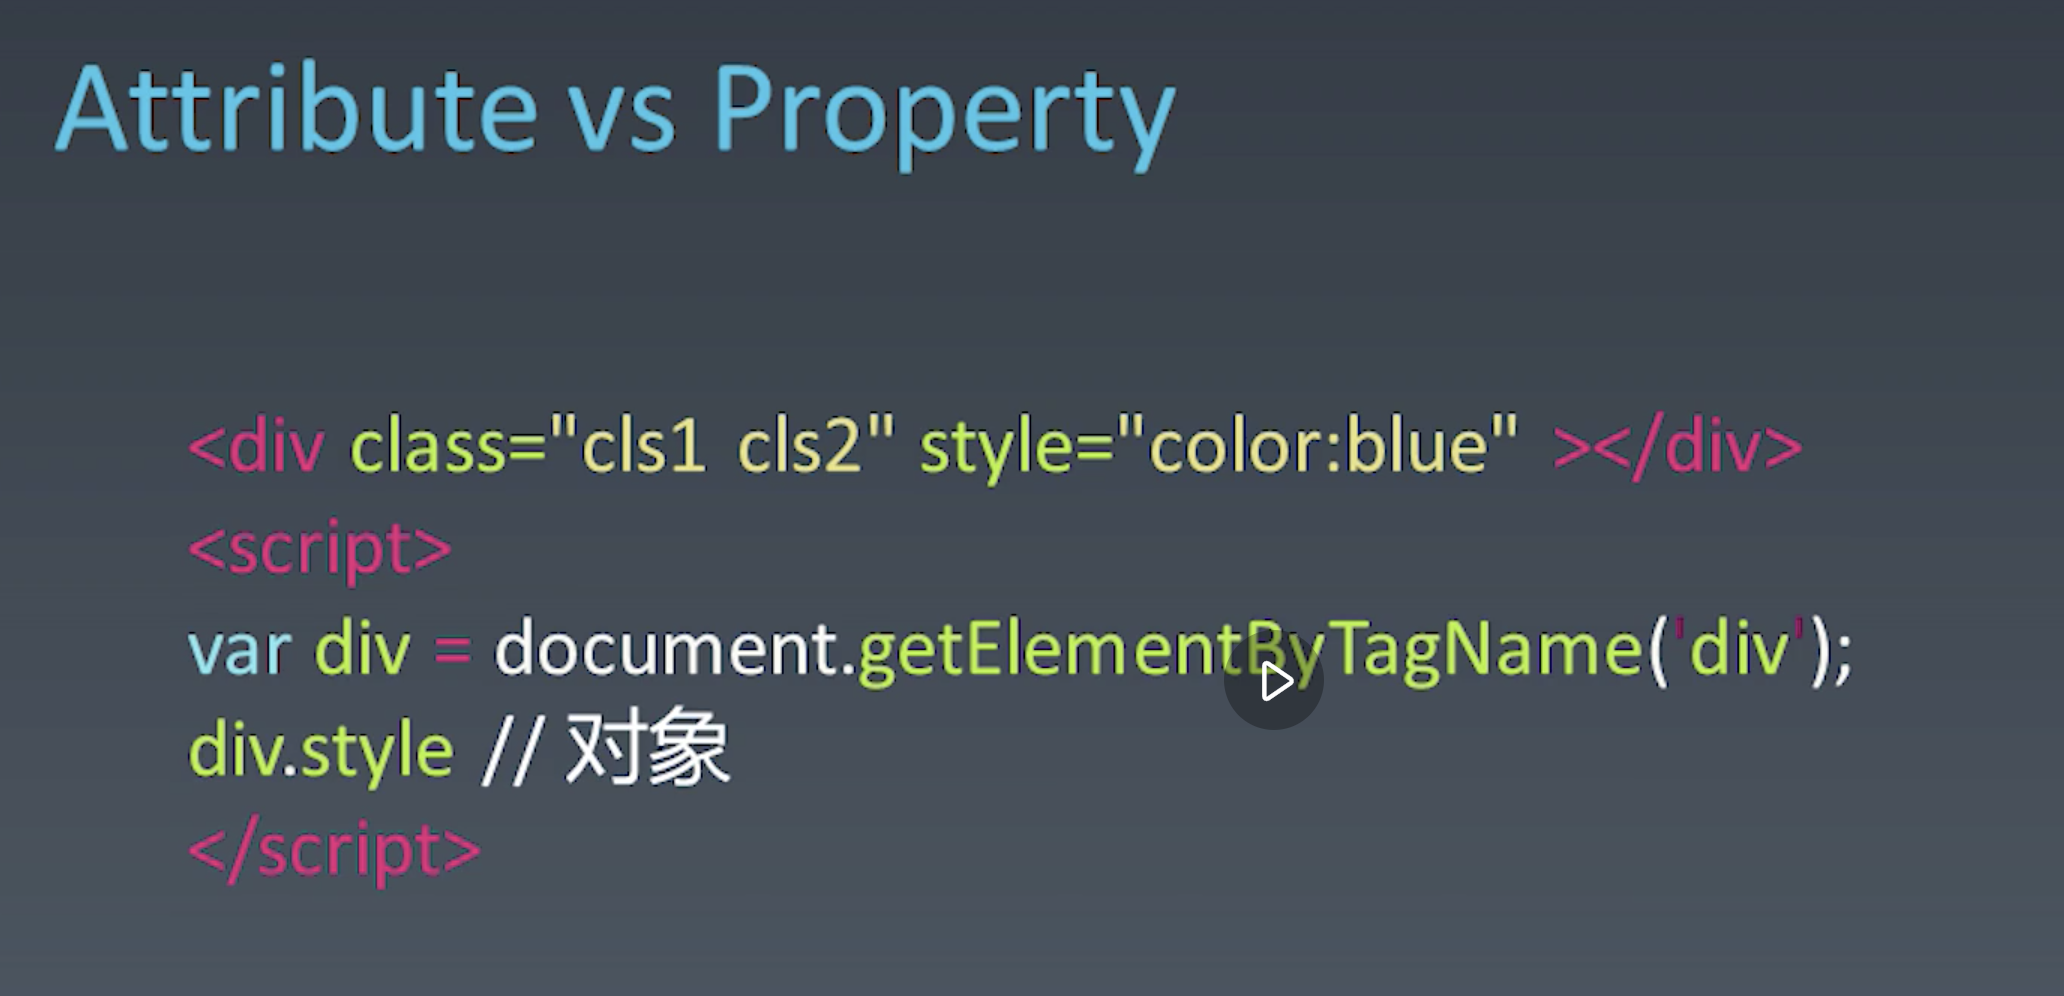 Attribute vs Property
<div class="cls1 cls2" style="color:blue" ></div>
<script>
var div = document.getElementByTagName('div');
div.style // 对象
</script>